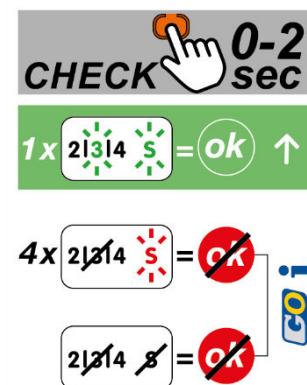 CHECK 0-2 sec
1x 2|3|4 S = ok ↑
4x 2|3|4 S = ok
2|3|4 S = ok
GO i